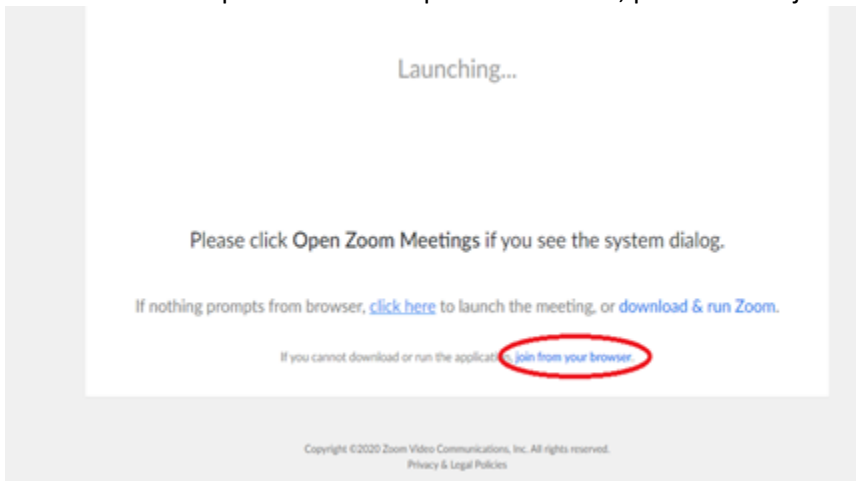 Launching...
Please click Open Zoom Meetings if you see the system dialog.
If nothing prompts from browser, click here to launch the meeting, or download & run Zoom.
If you cannot download or run the application, join from your browser.
Copyright ©2020 Zoom Video Communications, Inc. All rights reserved.
Privacy & Legal Policies